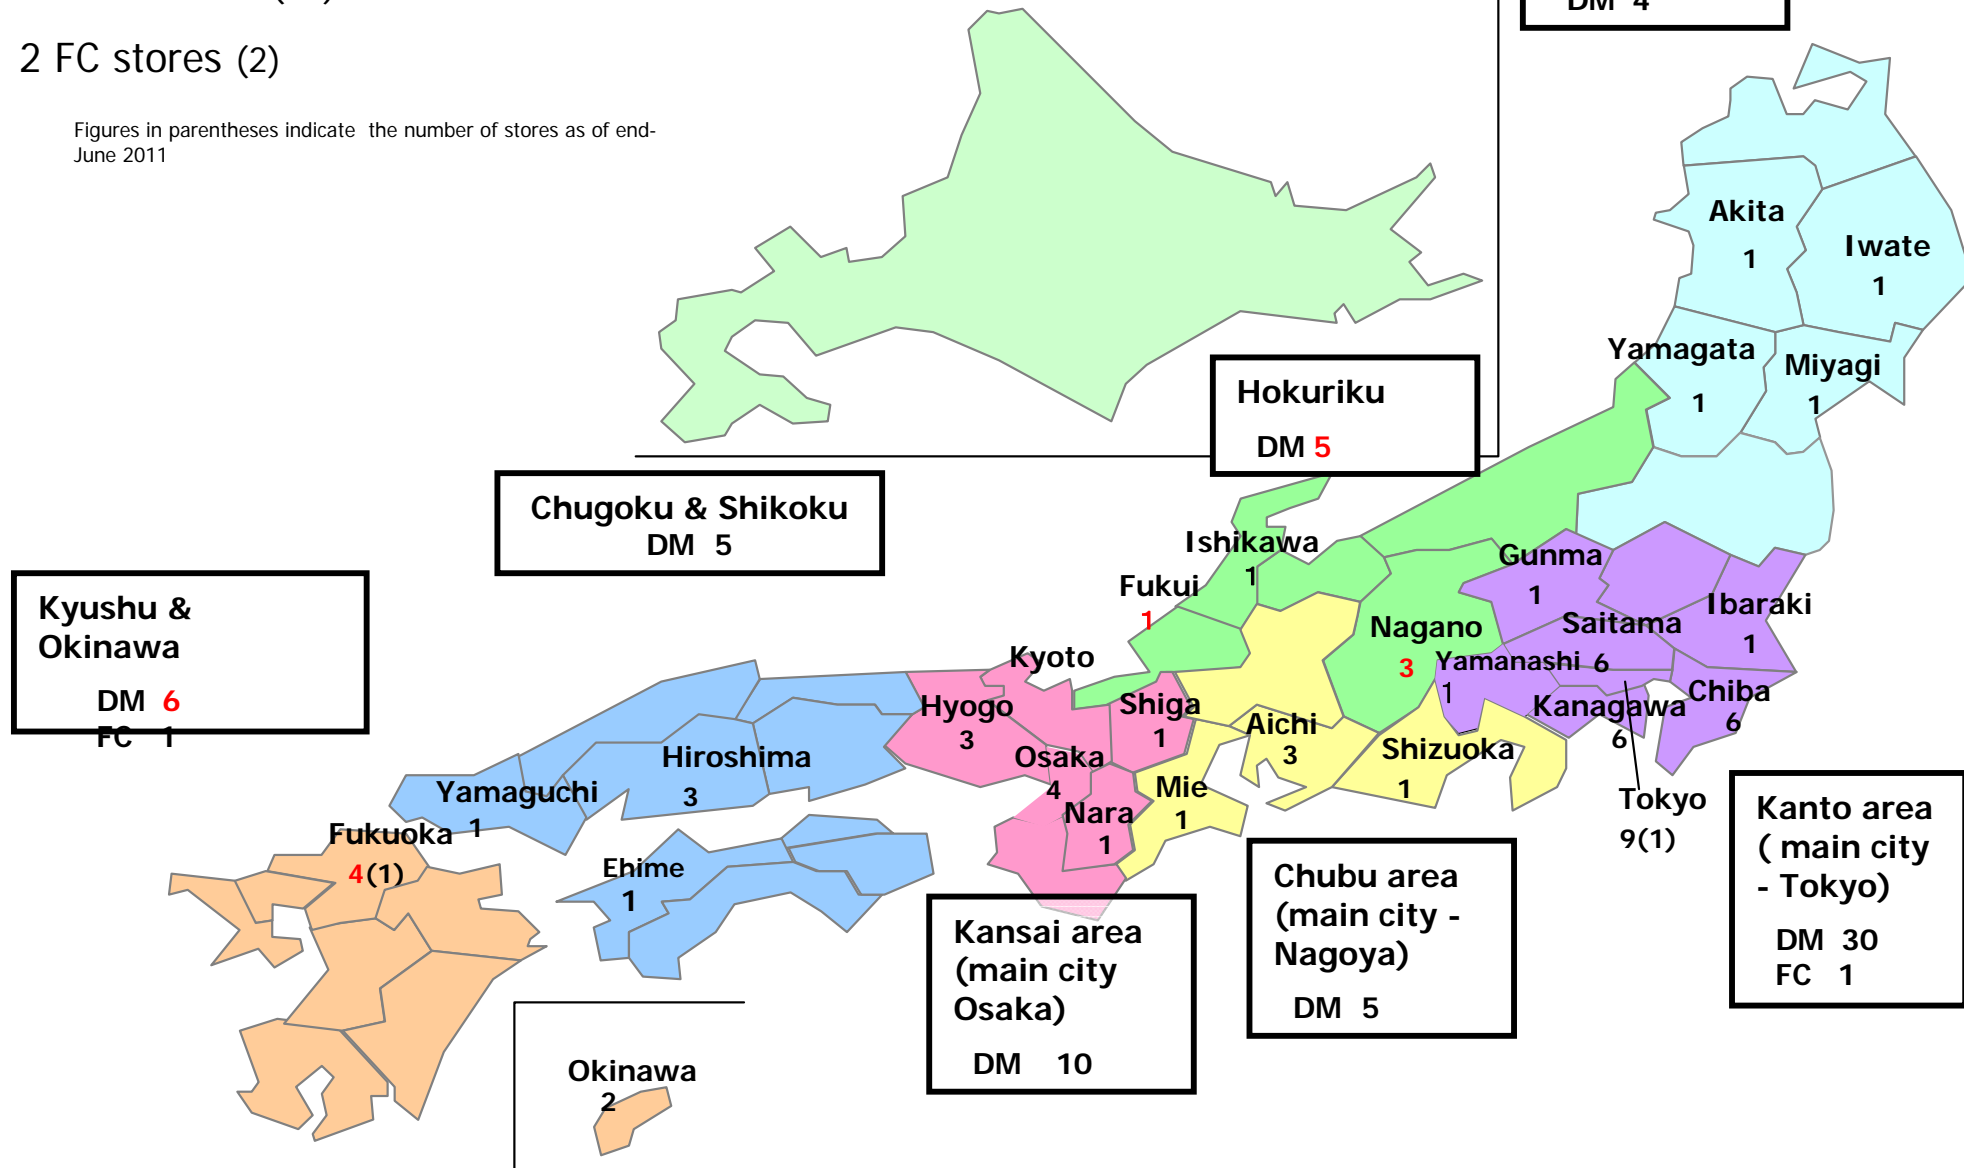 DM 4
2 FC stores (2)
Figures in parentheses indicate the number of stores as of end-
June 2011
Akita
1
Iwate
1
Yamagata
1
Miyagi
1
Hokuriku
DM 5
Chugoku & Shikoku
DM 5
Kyushu &
Okinawa
DM 6
FC 1
Ishikawa
1
Fukui
1
Gunma
1
Ibaraki
1
Saitama
6
Nagano
3
Yamanashi
1
Kyoto
Hyogo
3
Shiga
1
Chiba
6
Kanagawa
6
Aichi
3
Shizuoka
1
Osaka
4
Mie
1
Nara
1
Hiroshima
3
Yamaguchi
1
Fukuoka
4(1)
Ehime
1
Tokyo
9(1)
Kanto area
( main city
- Tokyo)
DM 30
FC 1
Chubu area
(main city -
Nagoya)
DM 5
Kansai area
(main city
Osaka)
DM 10
Okinawa
2